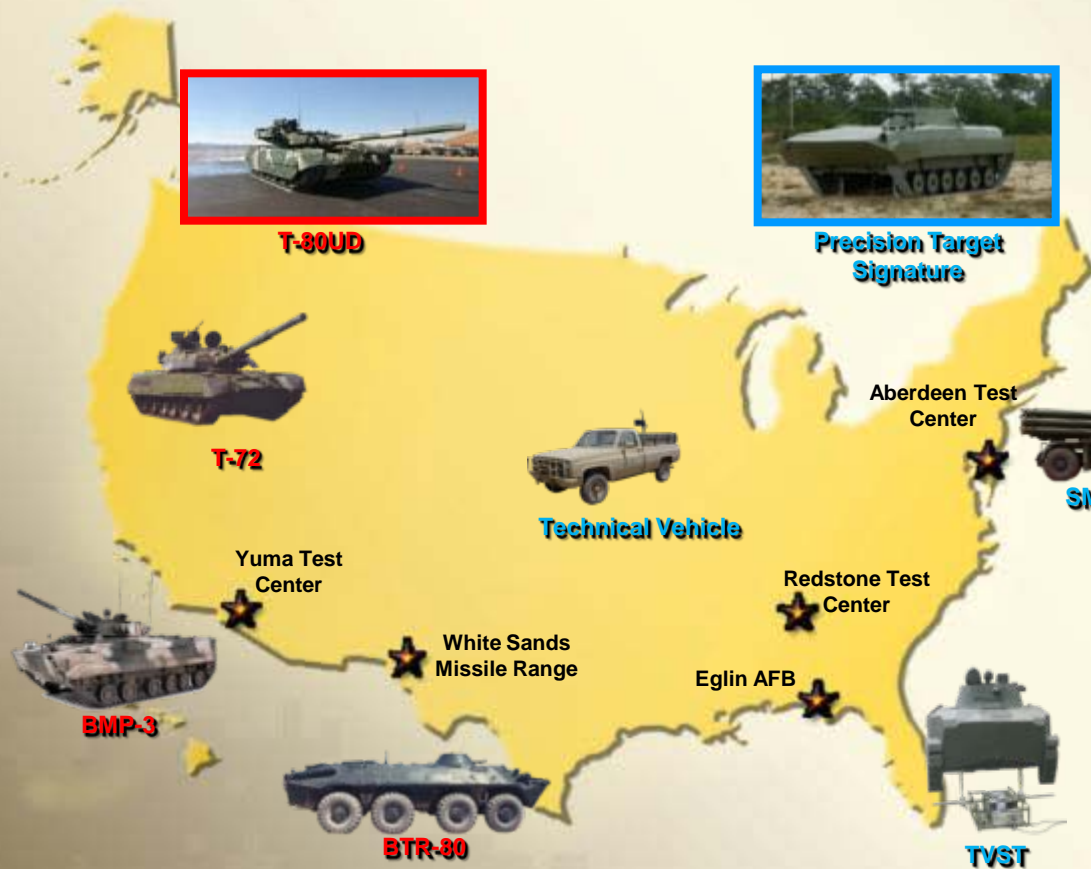 T-80UD
Precision Target
Signature
Aberdeen Test
Center
T-72
SM
Technical Vehicle
Yuma Test
Center
Redstone Test
Center
White Sands
Missile Range
Eglin AFB
BMP-3
BTR-80
TVST